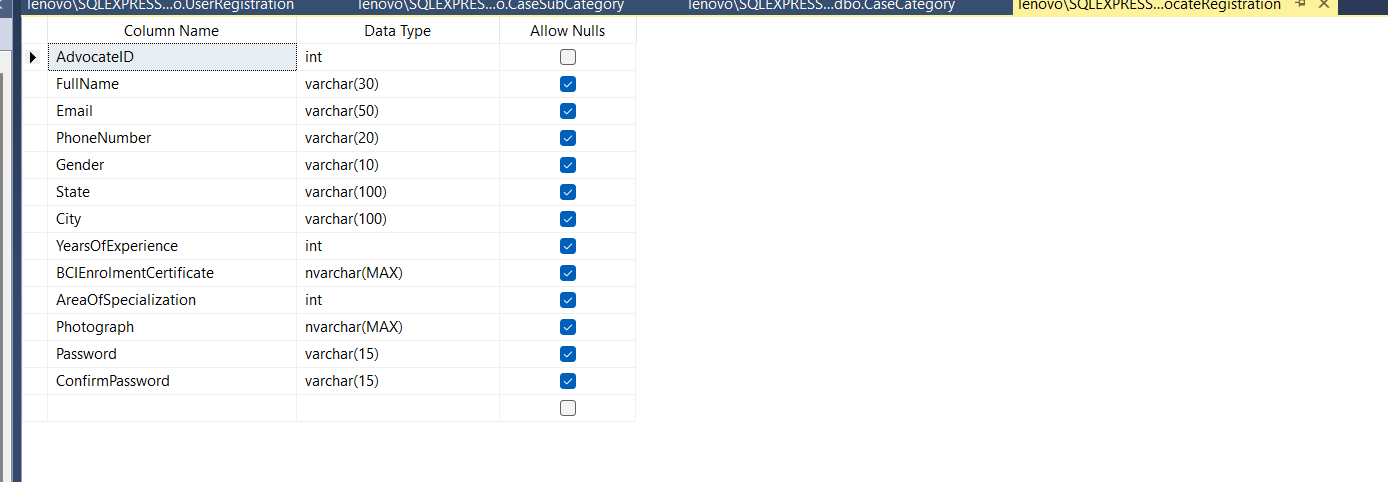 lenovo\SQLEXPRESS...o.UserRegistration lenovo\SQLEXPRESS...o.CaseSubCategory lenovo\SQLEXPRESS...dbo.CaseCategory lenovo\SQLEXPRESS...ocateRegistration
Column Name Data Type Allow Nulls
AdvocateID int
FullName varchar(30)
Email varchar(50)
PhoneNumber varchar(20)
Gender varchar(10)
State varchar(100)
City varchar(100)
YearsOfExperience int
BCIEnrolmentCertificate nvarchar(MAX)
AreaOfSpecialization int
Photograph nvarchar(MAX)
Password varchar(15)
ConfirmPassword varchar(15)